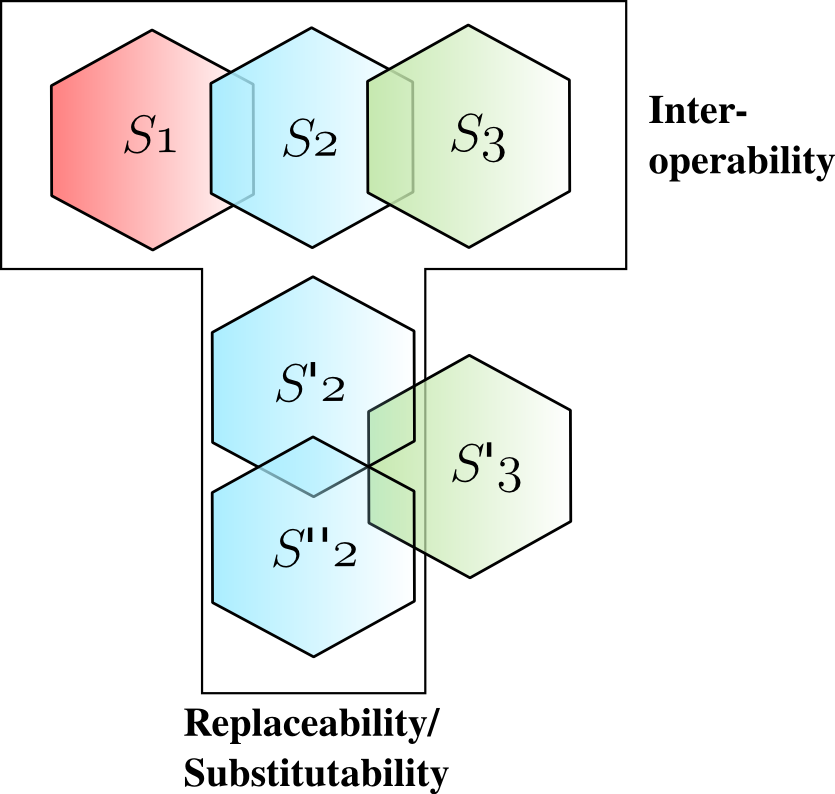 S1
S2
S3
Inter-
operability
S'2
S'3
S''2
Replaceability/
Substitutability